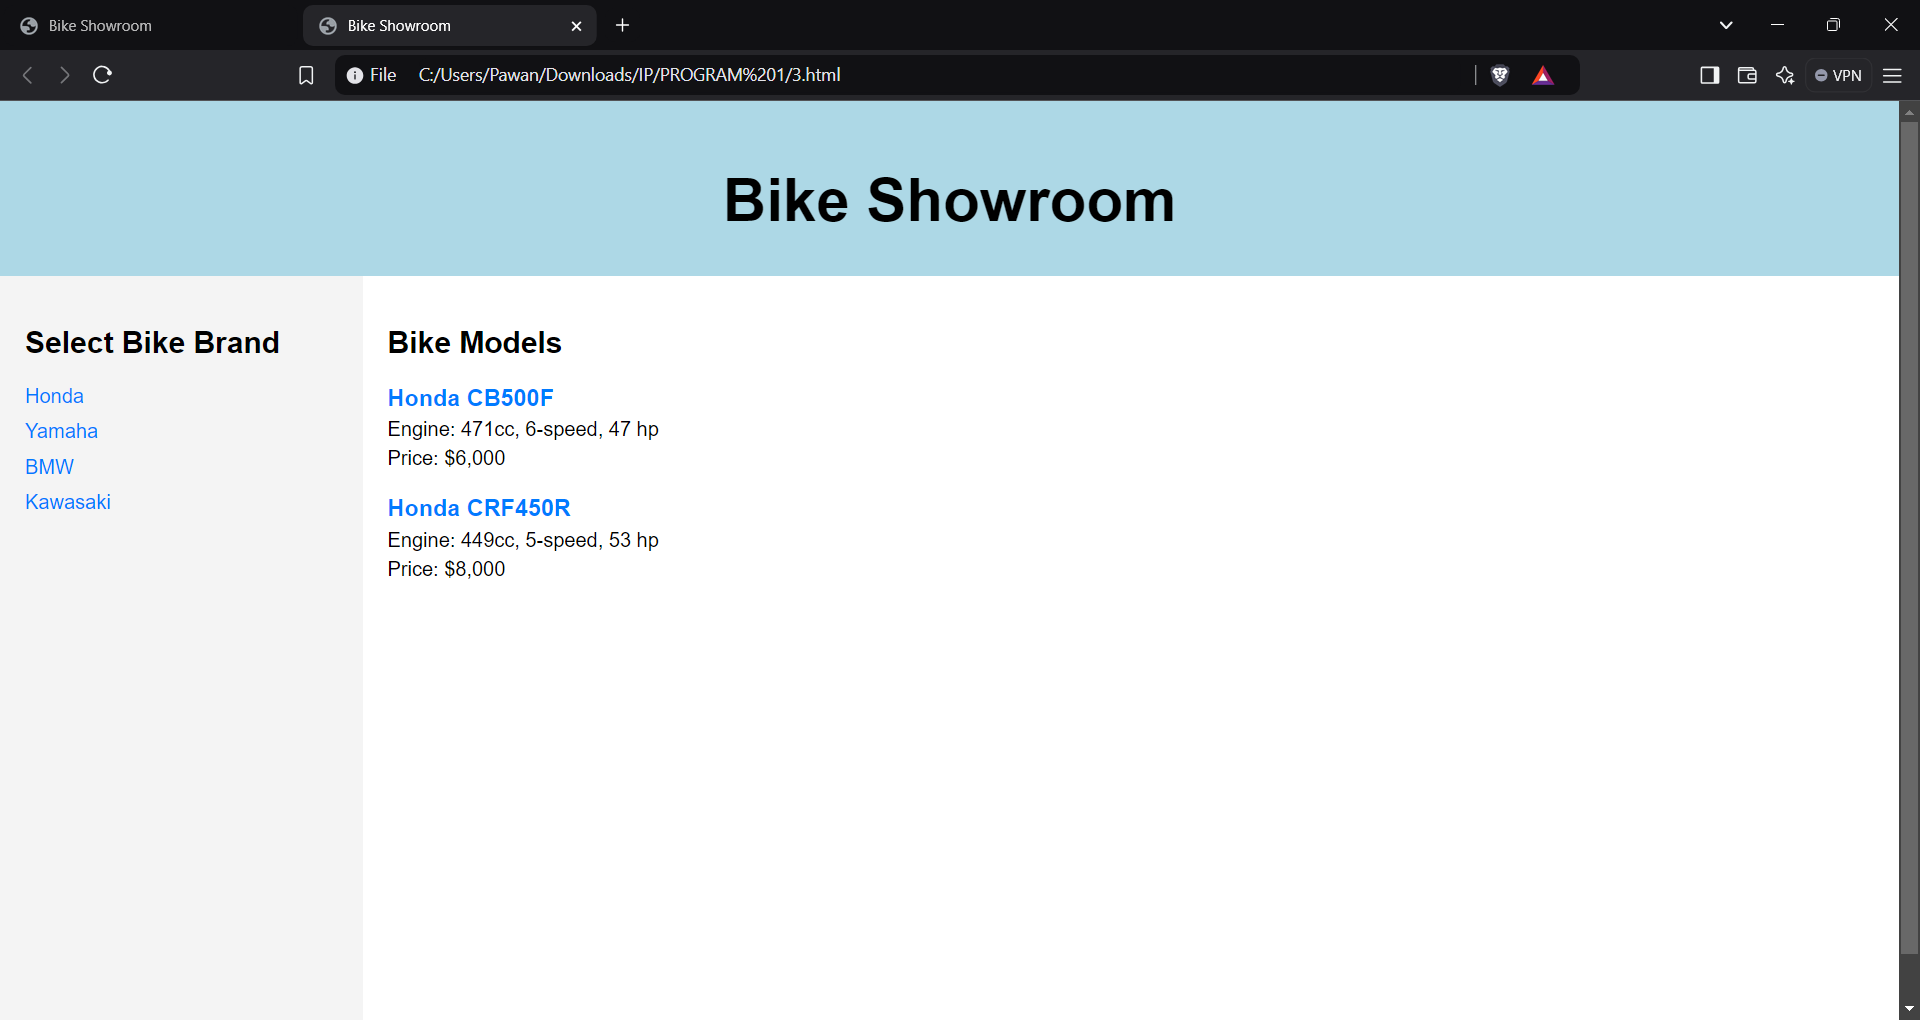 Bike Showroom
Bike Showroom
File C:/Users/Pawan/Downloads/IP/PROGRAM%201/3.html
VPN
Bike Showroom
Select Bike Brand
Honda
Yamaha
BMW
Kawasaki
Bike Models
Honda CB500F
Engine: 471cc, 6-speed, 47 hp
Price: $6,000
Honda CRF450R
Engine: 449cc, 5-speed, 53 hp
Price: $8,000